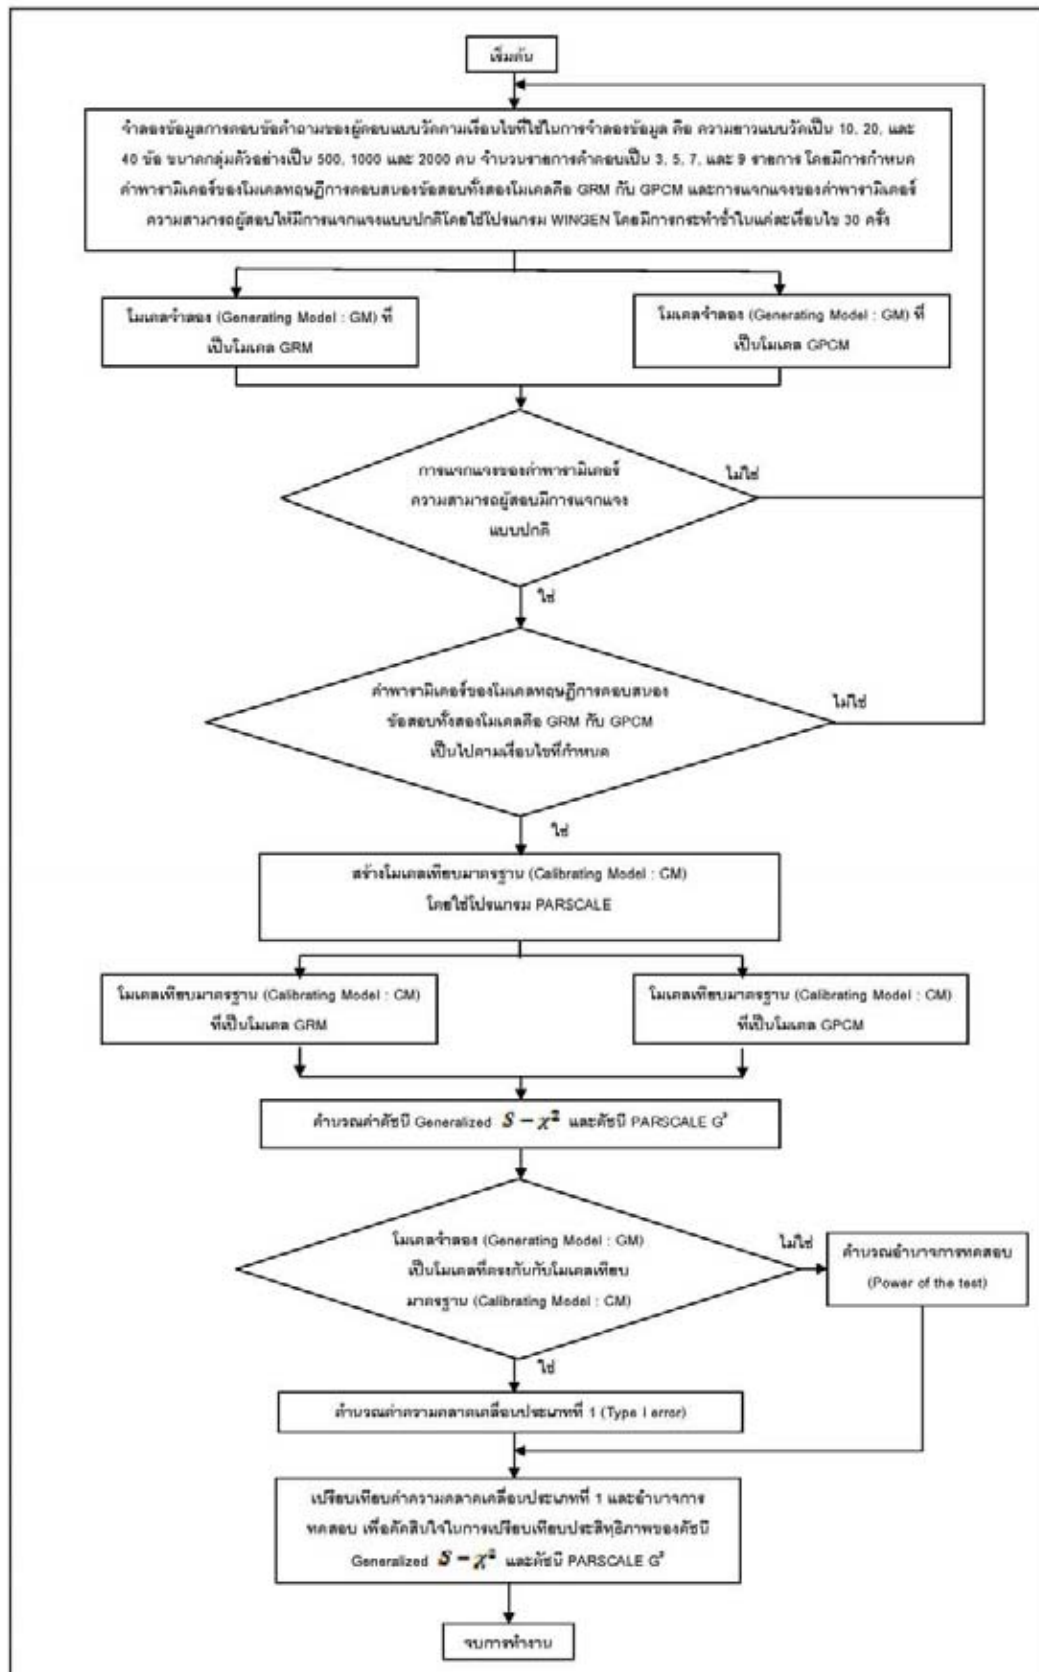 เริ่มต้น
จำลองข้อมูลการตอบข้อคำถามของผู้ตอบแบบวัดตามเงื่อนไขที่ใช้ในการจำลองข้อมูล คือ ความยาวแบบวัดเป็น 10, 20, และ
40 ข้อ ขนาดกลุ่มตัวอย่างเป็น 500, 1000 และ 2000 คน จำนวนรายการคำตอบเป็น 3, 5, 7, และ 9 รายการ โดยมีการกำหนด
ค่าพารามิเตอร์ของโมเดลทฤษฎีการตอบสนองข้อสอบทั้งสองโมเดลคือ GRM กับ GPCM และการแจกแจงของค่าพารามิเตอร์
ความสามารถผู้สอบให้มีการแจกแจงแบบปกติโดยใช้โปรแกรม WINGEN โดยมีการกระทำซ้ำในแต่ละเงื่อนไข 30 ครั้ง
โมเดลจำลอง (Generating Model : GM) ที่
เป็นโมเดล GRM
โมเดลจำลอง (Generating Model : GM) ที่
เป็นโมเดล GPCM
การแจกแจงของค่าพารามิเตอร์
ความสามารถผู้สอบมีการแจกแจง
แบบปกติ
ไม่ใช่
ใช่
ค่าพารามิเตอร์ของโมเดลทฤษฎีการตอบสนอง
ข้อสอบทั้งสองโมเดลคือ GRM กับ GPCM
เป็นไปตามเงื่อนไขที่กำหนด
ไม่ใช่
ใช่
สร้างโมเดลเทียบมาตรฐาน (Calibrating Model : CM)
โดยใช้โปรแกรม PARSCALE
โมเดลเทียบมาตรฐาน (Calibrating Model : CM)
ที่เป็นโมเดล GRM
โมเดลเทียบมาตรฐาน (Calibrating Model : CM)
ที่เป็นโมเดล GPCM
คำนวณค่าดัชนี Generalized S − χ² และดัชนี PARSCALE G²
โมเดลจำลอง (Generating Model : GM)
เป็นโมเดลที่ตรงกันกับโมเดลเทียบ
มาตรฐาน (Calibrating Model : CM)
ไม่ใช่
คำนวณอำนาจการทดสอบ
(Power of the test)
ใช่
คำนวณค่าความคลาดเคลื่อนประเภทที่ 1 (Type I error)
เปรียบเทียบค่าความคลาดเคลื่อนประเภทที่ 1 และอำนาจการ
ทดสอบ เพื่อตัดสินใจในการเปรียบเทียบประสิทธิภาพของดัชนี
Generalized S − χ² และดัชนี PARSCALE G²
จบการทำงาน